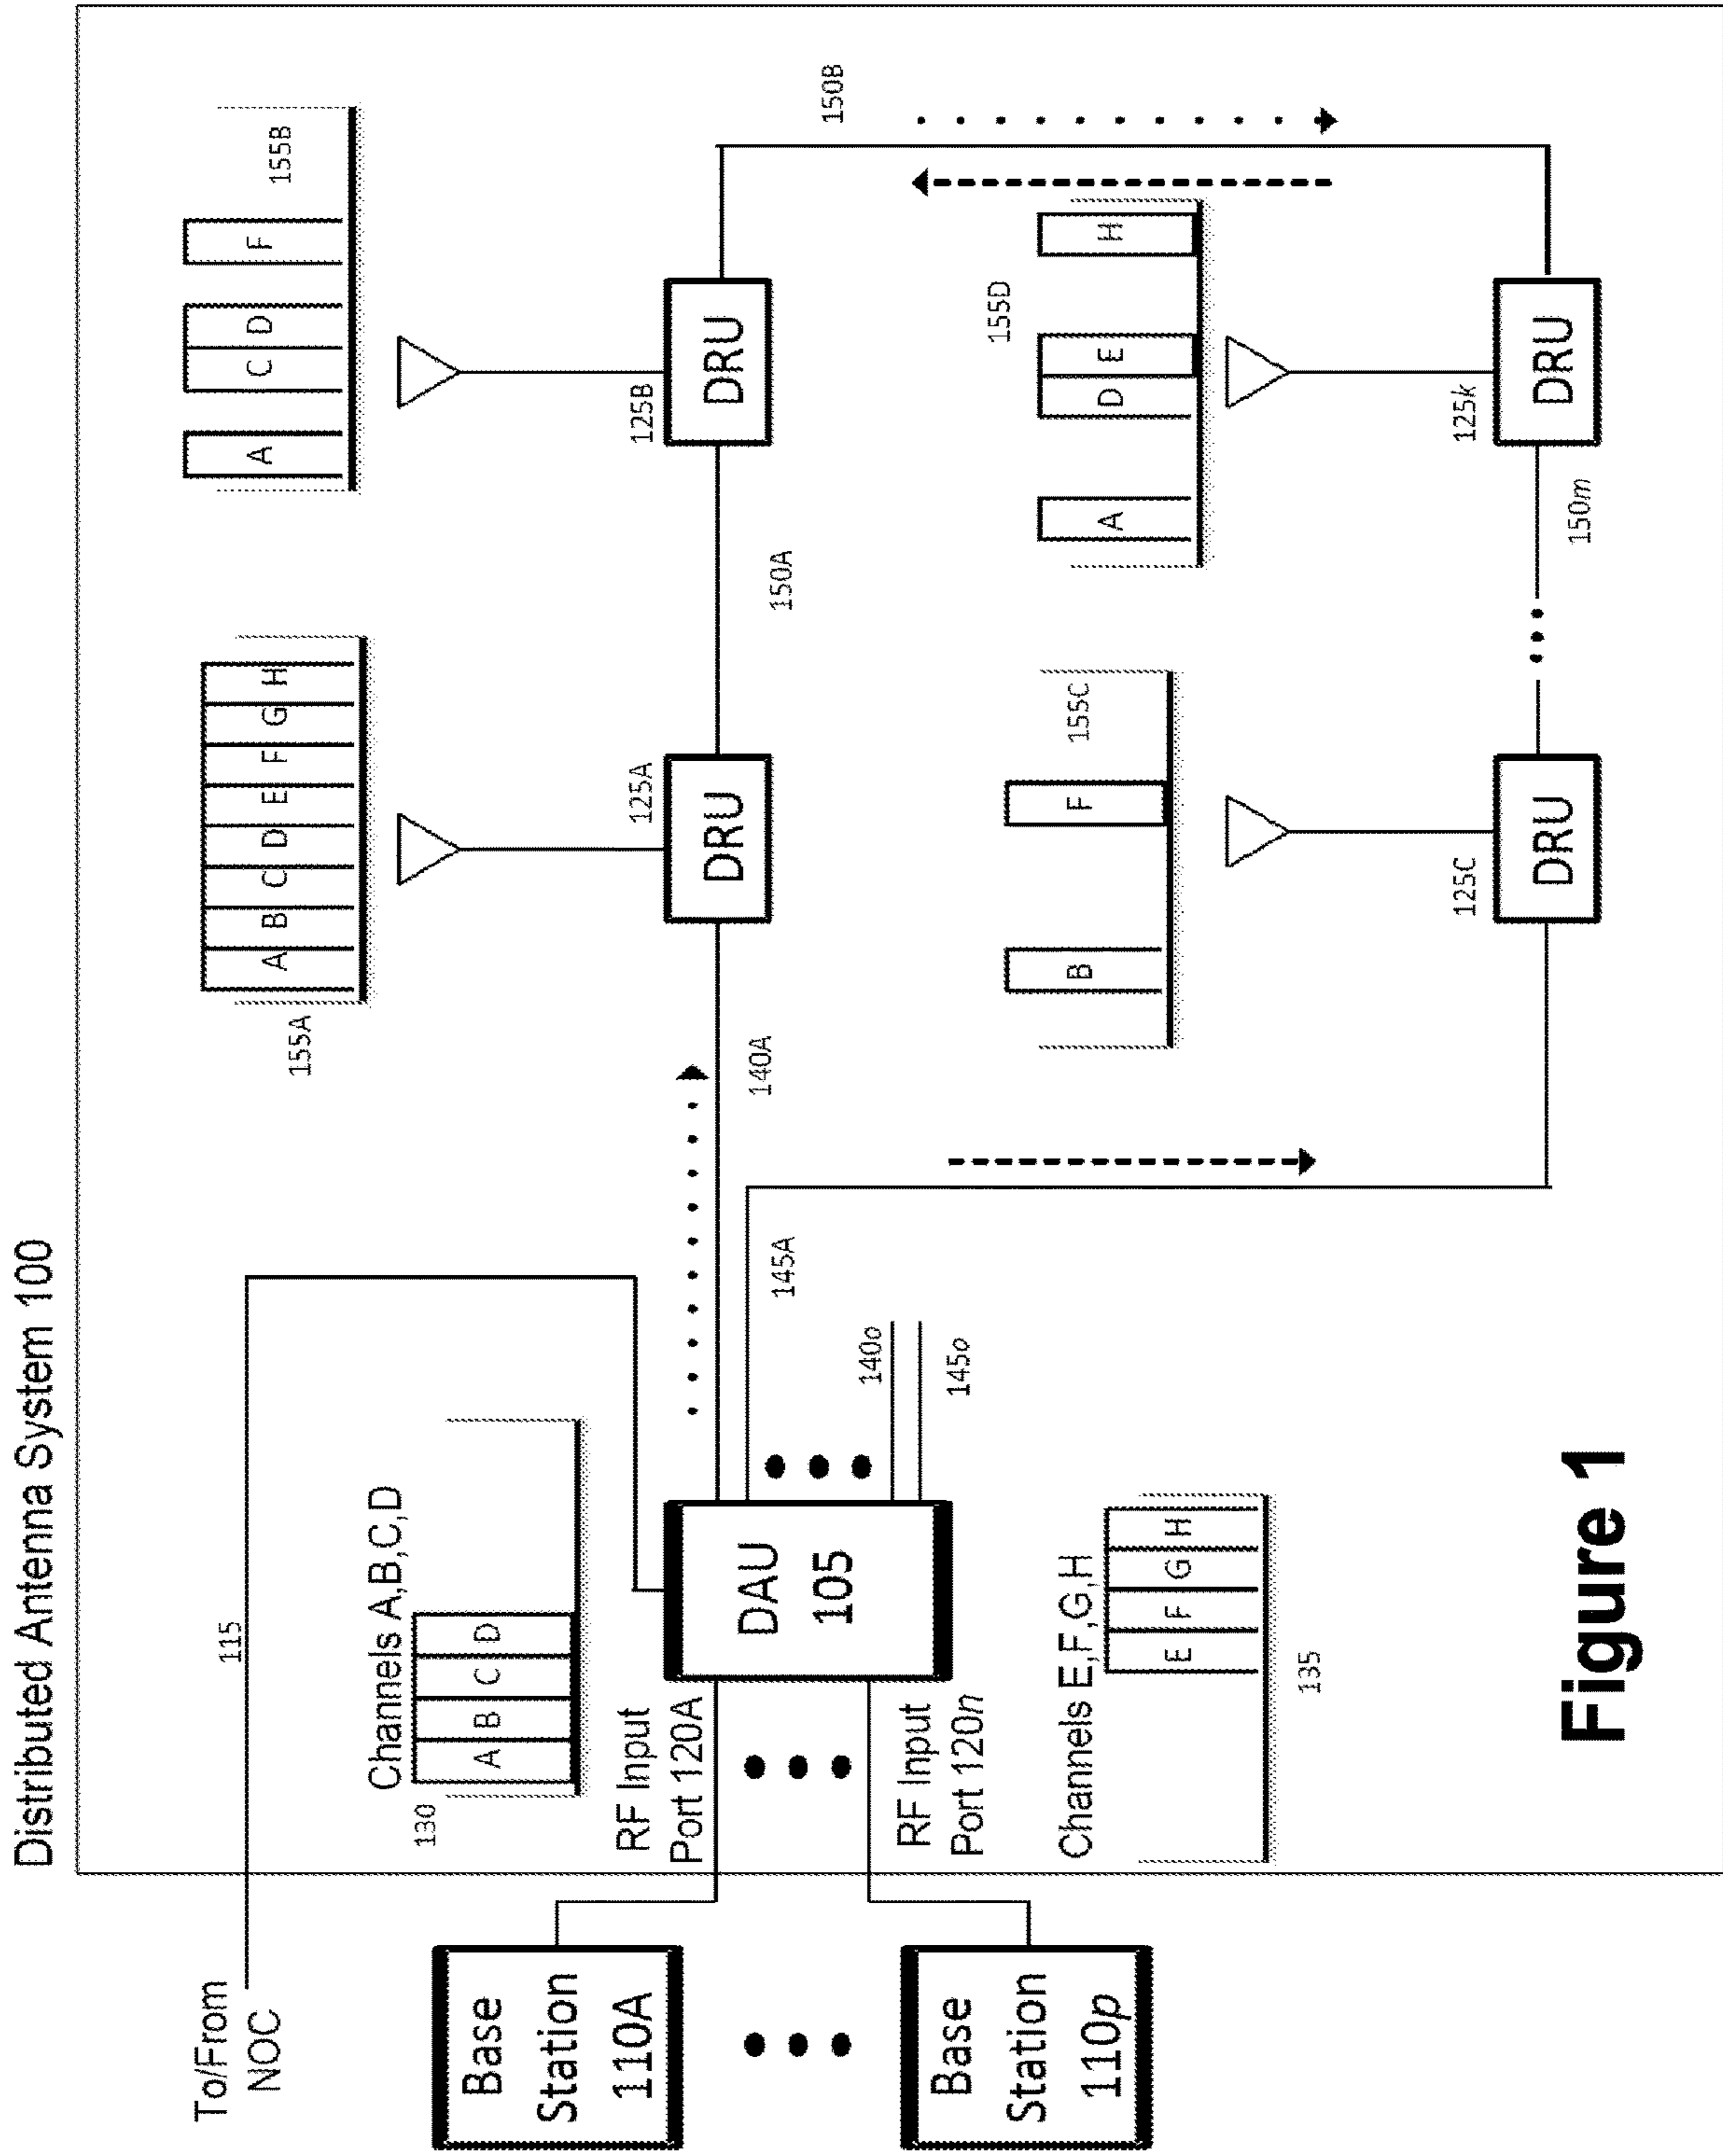 Distributed Antenna System 100
To/From
NOC
115
130
Channels A,B,C,D
A B C D
155A
A B C D E F G H
155B
A C D F
Base
Station
110A
RF Input
Port 120A
DAU
105
140A
125A
DRU
150A
125B
DRU
150B
145A
140o
145o
Base
Station
110p
RF Input
Port 120n
Channels E,F,G,H
E F G H
135
155C
B F
155D
A D E H
125C
DRU
150m
125k
DRU
Figure 1